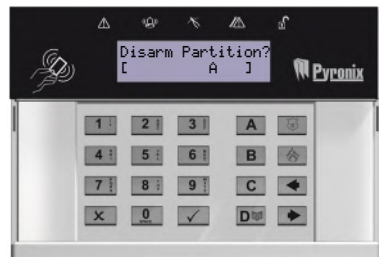 Disarm Partition?
[ A ]
Pyronix
1 2 3 A
4 5 6 B
7 8 9 C
0 D